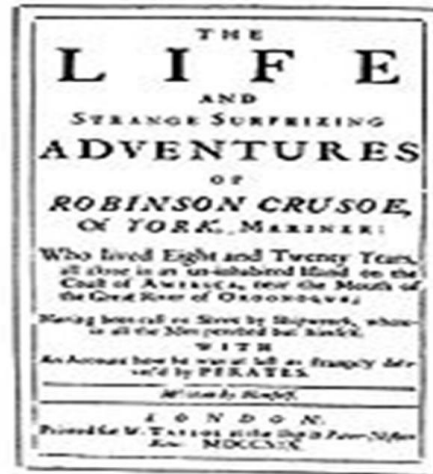 THE
LIFE
AND
STRANGE SURPRIZING
ADVENTURES
OF
ROBINSON CRUSOE,
Of YORK, MARINER:
Who lived Eight and Twenty Years,
all alone in an un-inhabited Island on the
Coast of AMERICA, near the Mouth of
the Great River of OROONOQUE;
Having been cast on Shore by Shipwreck, where-
in all the Men perished but himself.
WITH
An Account how he was at last as strangely deli-
ver'd by PYRATES.
Written by Himself.
LONDON:
Printed for W. TAYLOR at the Ship in Pater-Noster-
Row. MDCCXIX.